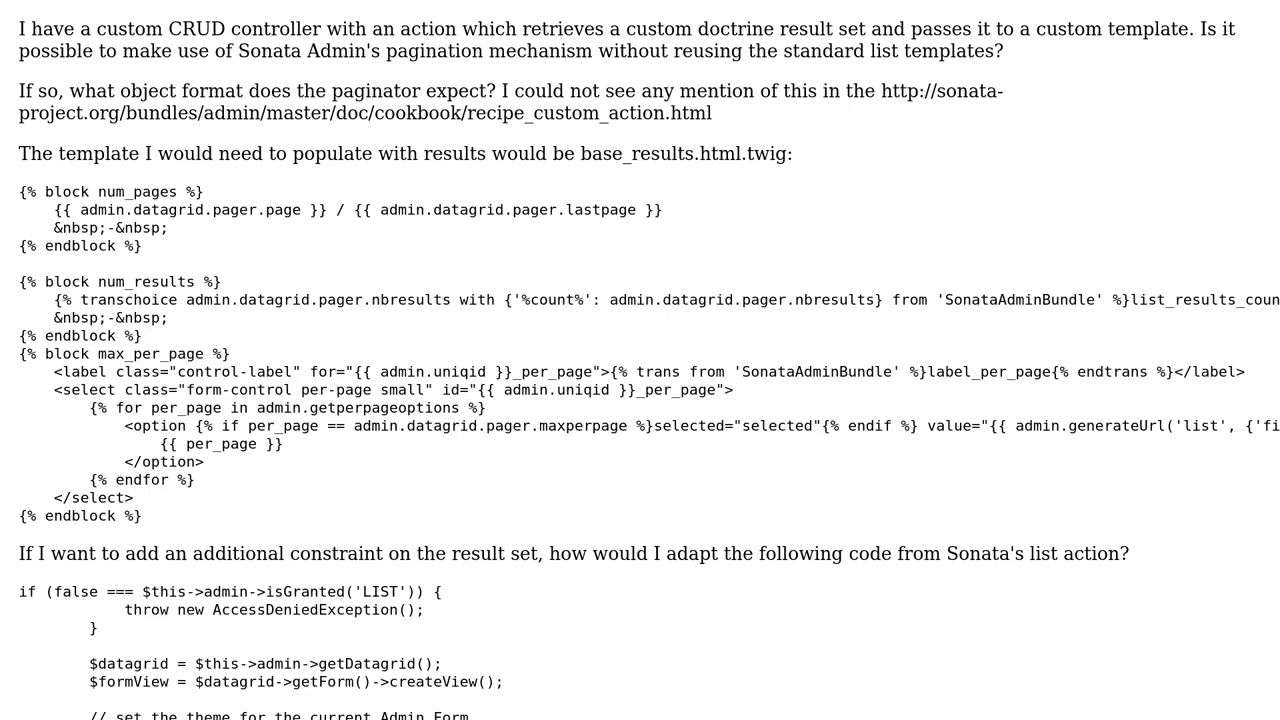 I have a custom CRUD controller with an action which retrieves a custom doctrine result set and passes it to a custom template. Is it
possible to make use of Sonata Admin's pagination mechanism without reusing the standard list templates?
If so, what object format does the paginator expect? I could not see any mention of this in the http://sonata-
project.org/bundles/admin/master/doc/cookbook/recipe_custom_action.html
The template I would need to populate with results would be base_results.html.twig:
{% block num_pages %}
    {{ admin.datagrid.pager.page }} / {{ admin.datagrid.pager.lastpage }}
    &nbsp;-&nbsp;
{% endblock %}
{% block num_results %}
    {% transchoice admin.datagrid.pager.nbresults with {'%count%': admin.datagrid.pager.nbresults} from 'SonataAdminBundle' %}list_results_coun
    &nbsp;-&nbsp;
{% endblock %}
{% block max_per_page %}
    <label class="control-label" for="{{ admin.uniqid }}_per_page">{% trans from 'SonataAdminBundle' %}label_per_page{% endtrans %}</label>
    <select class="form-control per-page small" id="{{ admin.uniqid }}_per_page">
        {% for per_page in admin.getperpageoptions %}
            <option {% if per_page == admin.datagrid.pager.maxperpage %}selected="selected"{% endif %} value="{{ admin.generateUrl('list', {'fi
                {{ per_page }}
            </option>
        {% endfor %}
    </select>
{% endblock %}
If I want to add an additional constraint on the result set, how would I adapt the following code from Sonata's list action?
if (false === $this->admin->isGranted('LIST')) {
            throw new AccessDeniedException();
        }
        $datagrid = $this->admin->getDatagrid();
        $formView = $datagrid->getForm()->createView();
        // set the theme for the current Admin Form